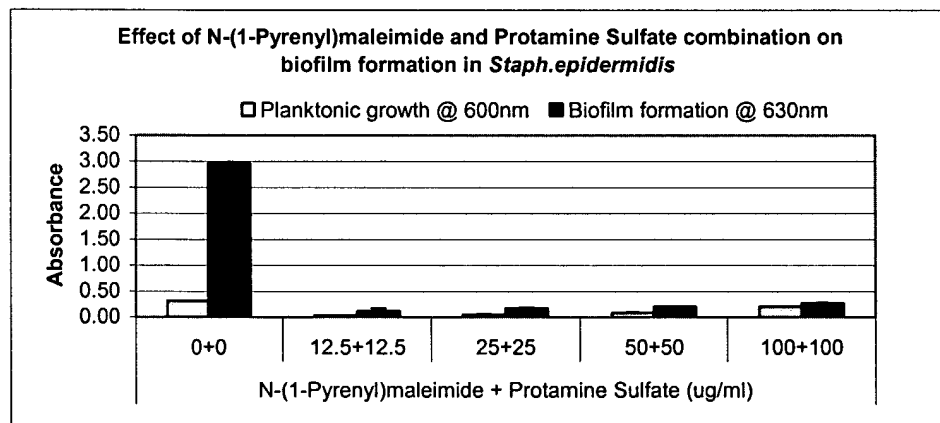 Effect of N-(1-Pyrenyl)maleimide and Protamine Sulfate combination on
biofilm formation in Staph.epidermidis
Planktonic growth @ 600nm Biofilm formation @ 630nm
3.50
3.00
2.50
2.00
1.50
1.00
0.50
0.00
Absorbance
0+0 12.5+12.5 25+25 50+50 100+100
N-(1-Pyrenyl)maleimide + Protamine Sulfate (ug/ml)